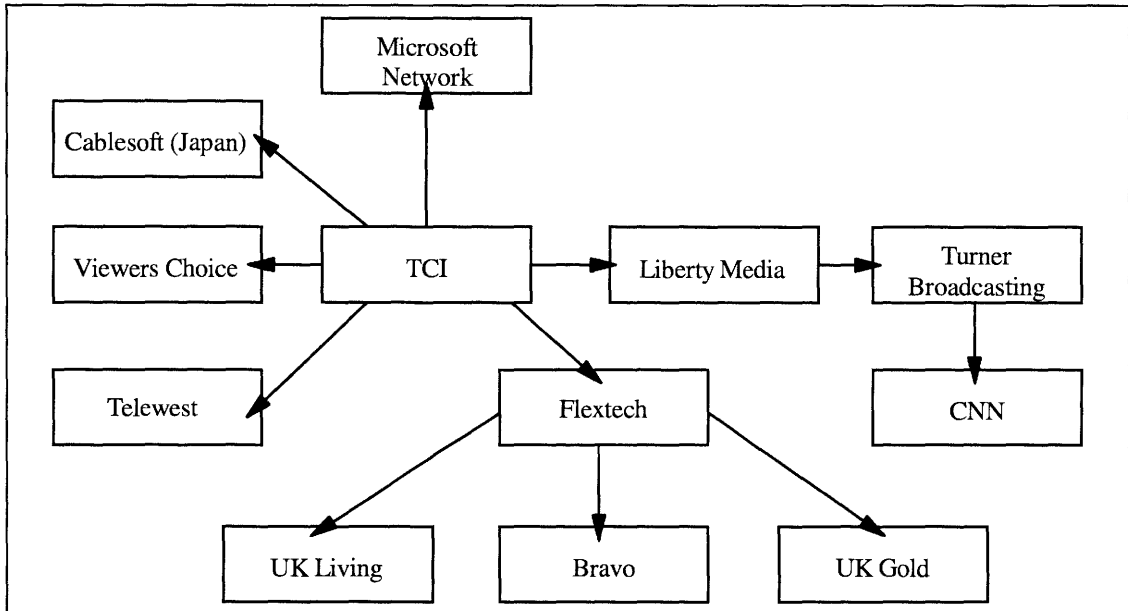 Microsoft
Network
Cablesoft (Japan)
Viewers Choice
TCI
Liberty Media
Turner
Broadcasting
Telewest
Flextech
CNN
UK Living
Bravo
UK Gold